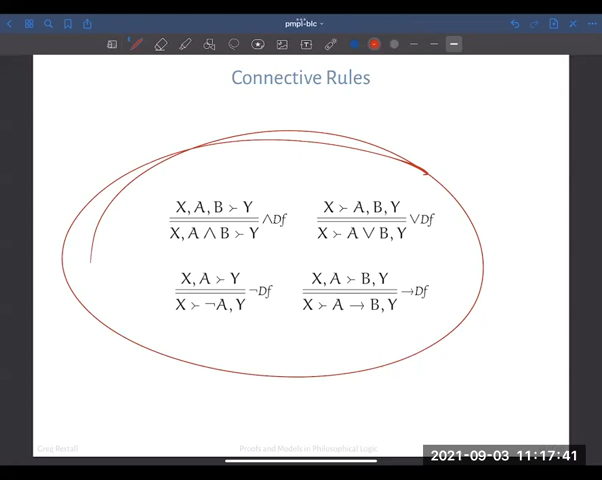 pmpl-blc
Connective Rules
X, A, B ≻ Y
X, A ∧ B ≻ Y
∧Df
X ≻ A, B, Y
X ≻ A ∨ B, Y
∨Df
X, A ≻ Y
X ≻ ¬A, Y
¬Df
X, A ≻ B, Y
X ≻ A → B, Y
→Df
Greg Restall
Proofs and Models in Philosophical Logic
2021-09-03 11:17:41